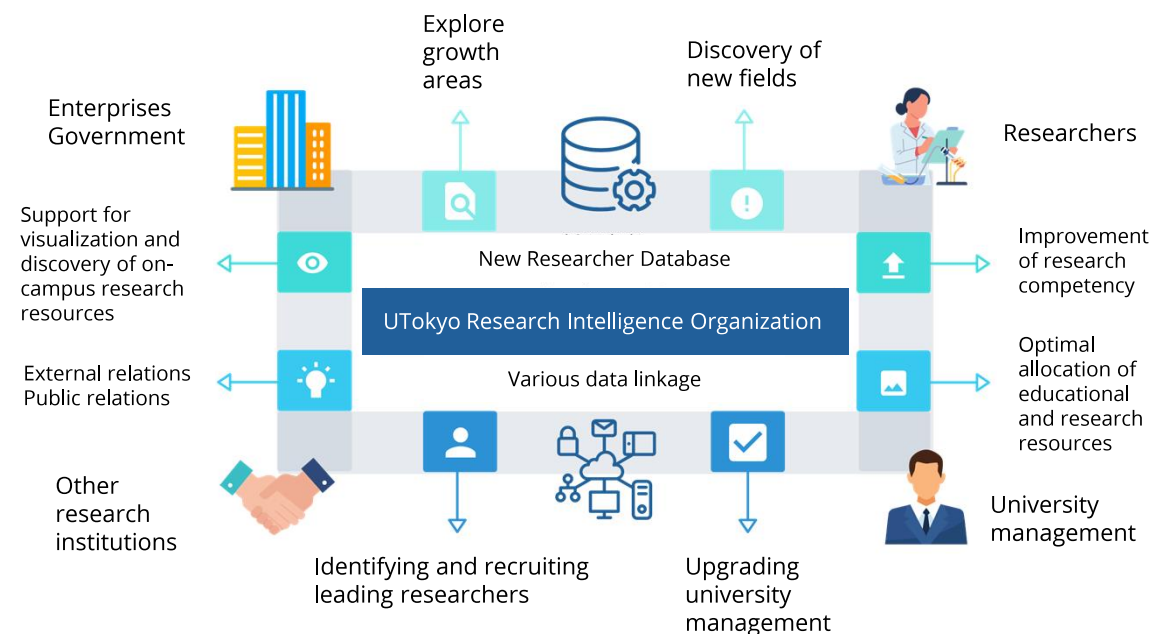 Explore
growth
areas
Discovery of
new fields
Enterprises
Government
Researchers
Support for
visualization and
discovery of on-
campus research
resources
New Researcher Database
Improvement
of research
competency
UTokyo Research Intelligence Organization
External relations
Public relations
Various data linkage
Optimal
allocation of
educational
and research
resources
Other
research
institutions
University
management
Identifying and recruiting
leading researchers
Upgrading
university
management